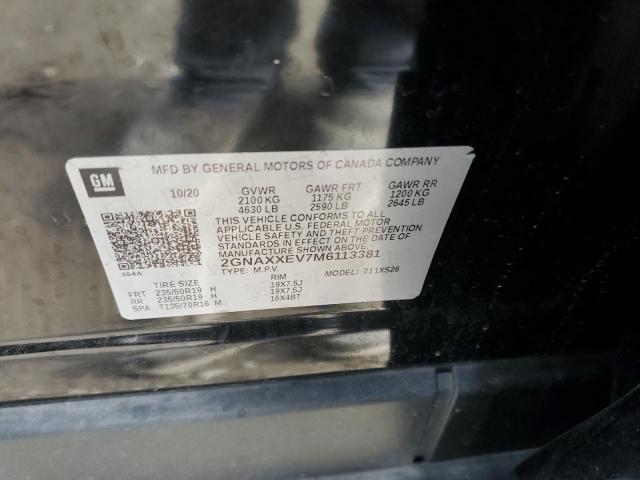 MFD BY GENERAL MOTORS OF CANADA COMPANY
GM
10/20 GVWR GAWR FRT GAWR RR
2100 KG 1175 KG 1200 KG
4630 LB 2590 LB 2645 LB
THIS VEHICLE CONFORMS TO ALL
APPLICABLE U.S. FEDERAL MOTOR
VEHICLE SAFETY AND THEFT PREVENTION
STANDARDS IN EFFECT ON THE DATE OF
MANUFACTURE SHOWN ABOVE.
2GNAXXEV7M6113381
TYPE: M.P.V. MODEL: 1XS26
384A
TIRE SIZE RIM
FRT 235/50R19 H 19X7.5J
RR 235/50R19 H 19X7.5J
SPA T135/70R16 M 16X4BT